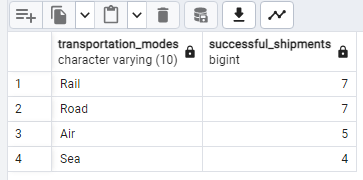 transportation_modes successful_shipments
character varying (10) bigint
1 Rail 7
2 Road 7
3 Air 5
4 Sea 4